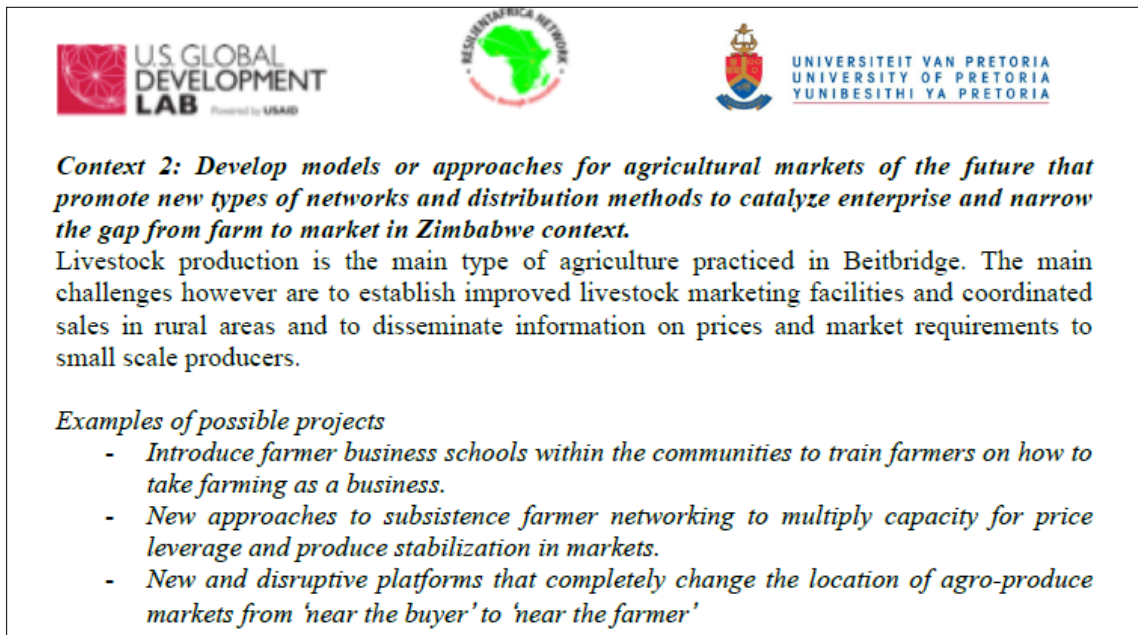 U.S. GLOBAL
DEVELOPMENT
LAB Powered by USAID
RESILIENTAFRICA NETWORK
UNIVERSITEIT VAN PRETORIA
UNIVERSITY OF PRETORIA
YUNIBESITHI YA PRETORIA
Context 2: Develop models or approaches for agricultural markets of the future that
promote new types of networks and distribution methods to catalyze enterprise and narrow
the gap from farm to market in Zimbabwe context.
Livestock production is the main type of agriculture practiced in Beitbridge. The main
challenges however are to establish improved livestock marketing facilities and coordinated
sales in rural areas and to disseminate information on prices and market requirements to
small scale producers.
Examples of possible projects
- Introduce farmer business schools within the communities to train farmers on how to
take farming as a business.
- New approaches to subsistence farmer networking to multiply capacity for price
leverage and produce stabilization in markets.
- New and disruptive platforms that completely change the location of agro-produce
markets from ‘near the buyer’ to ‘near the farmer’